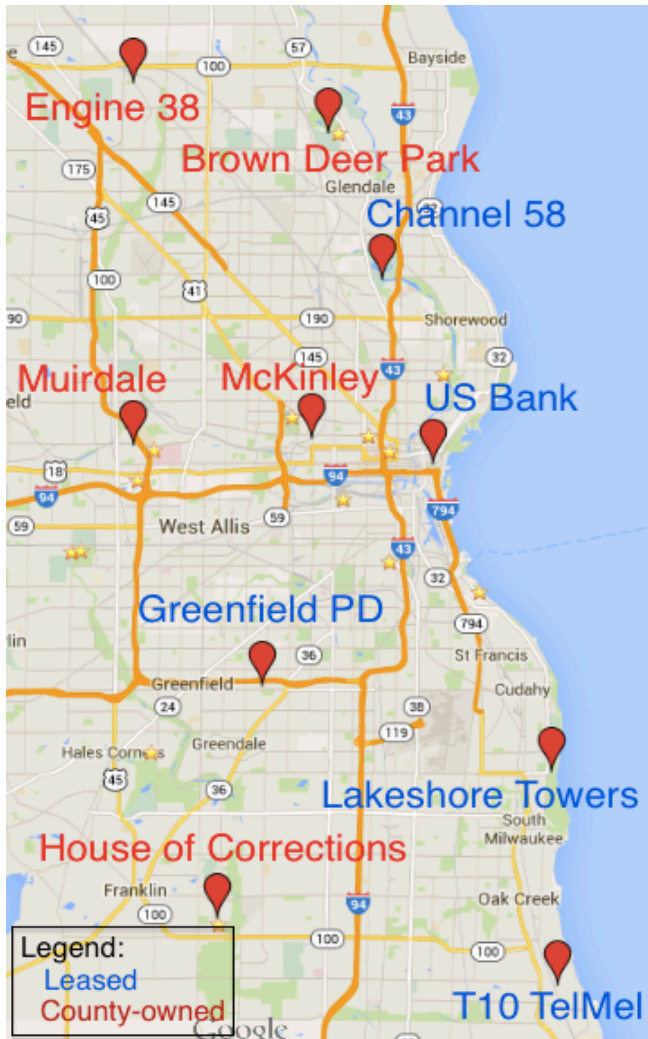 145
57
100
Bayside
Engine 38
43
Brown Deer Park
175
Glendale
145
45
Channel 58
32
100
41
90
190
Shorewood
145
32
43
Muirdale
McKinley
US Bank
eld
18
94
94
59
59
794
West Allis
43
32
Greenfield PD
794
lin
36
St Francis
Greenfield
Cudahy
24
38
119
Hales Corners
Greendale
45
36
Lakeshore Towers
South
Milwaukee
House of Corrections
Franklin
94
Oak Creek
100
100
100
Legend:
Leased
County-owned
T10 TelMel
Google